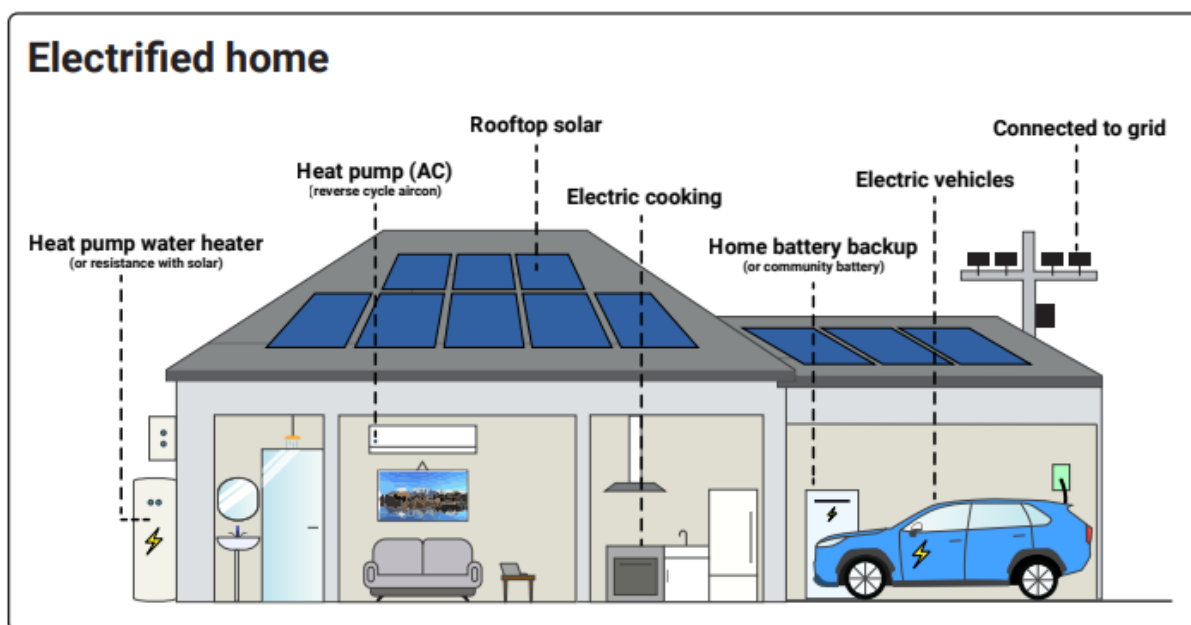 Electrified home
Rooftop solar
Connected to grid
Heat pump (AC)
(reverse cycle aircon)
Electric cooking
Electric vehicles
Heat pump water heater
(or resistance with solar)
Home battery backup
(or community battery)